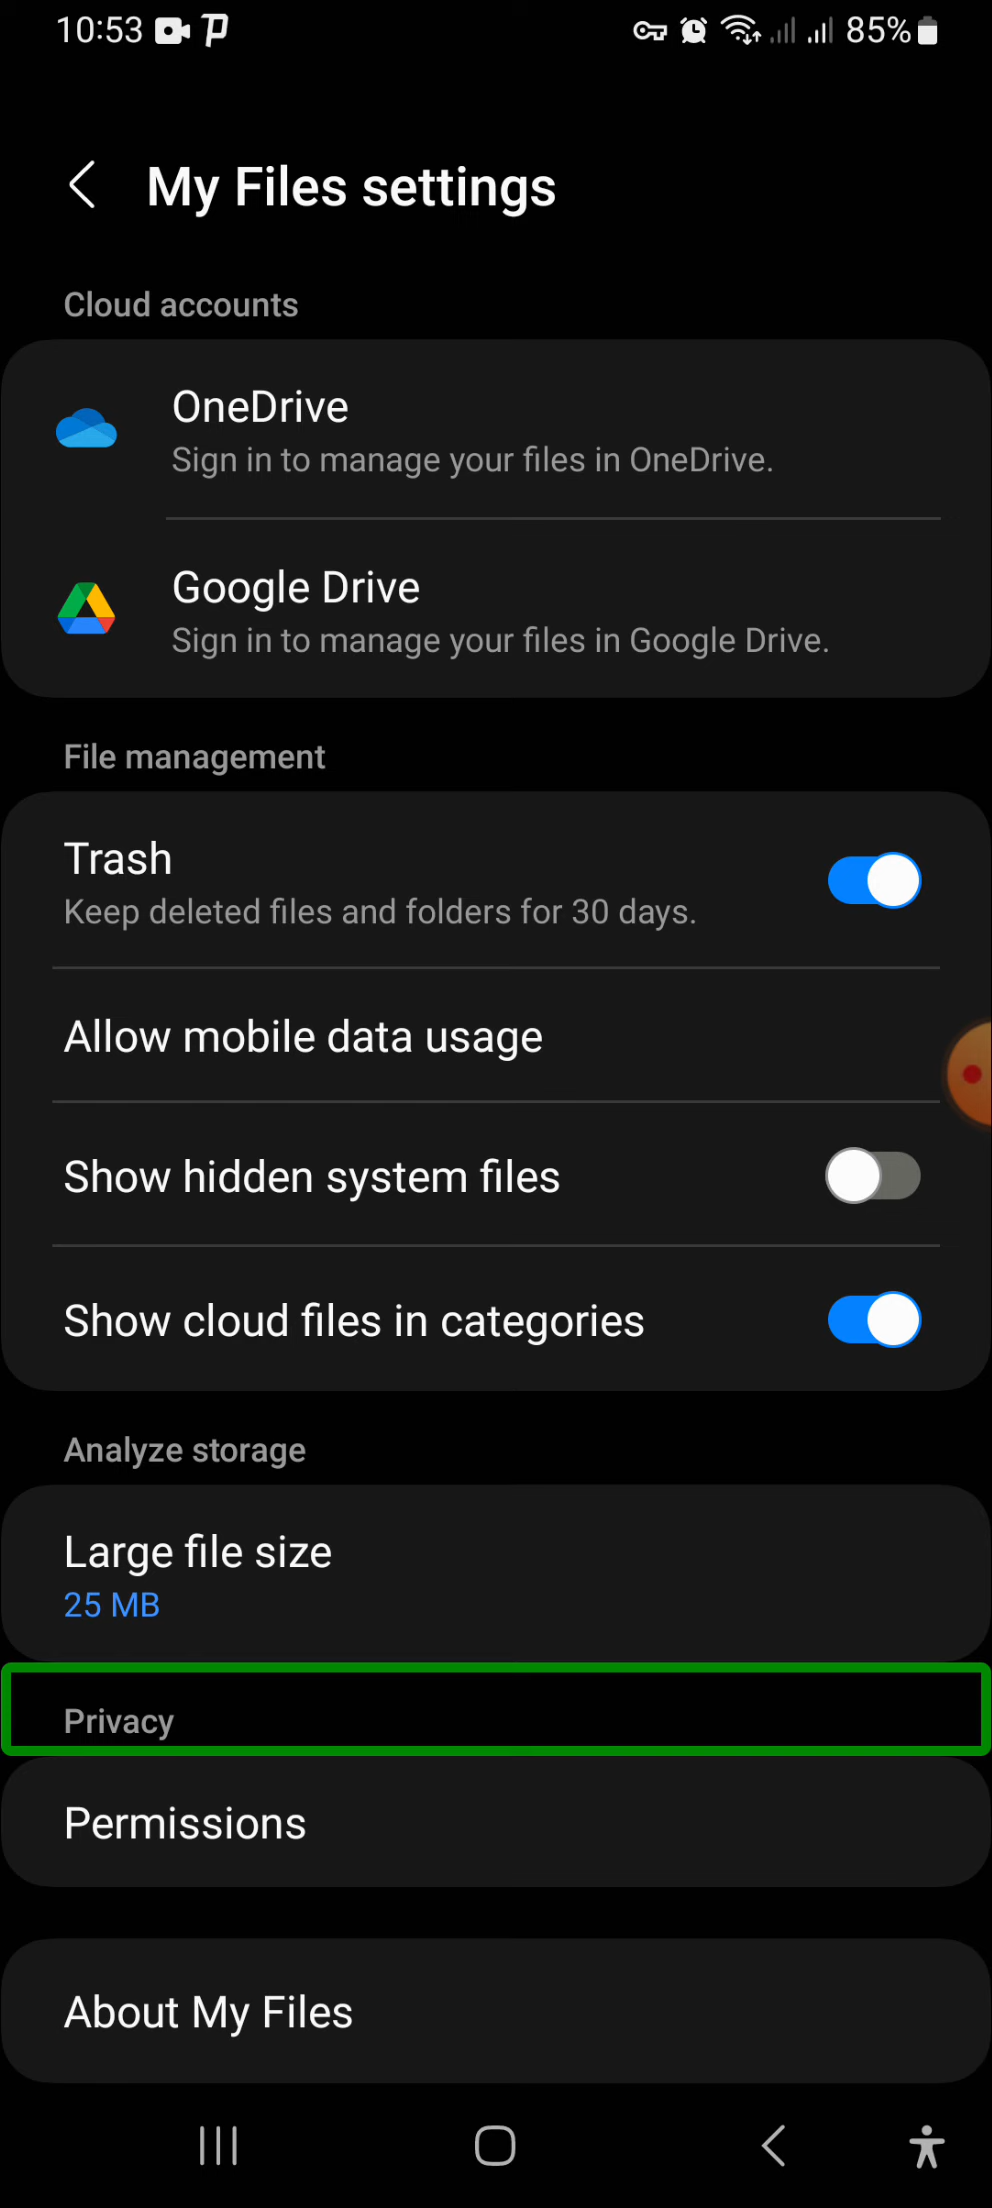 10:53
85%
My Files settings
Cloud accounts
OneDrive
Sign in to manage your files in OneDrive.
Google Drive
Sign in to manage your files in Google Drive.
File management
Trash
Keep deleted files and folders for 30 days.
Allow mobile data usage
Show hidden system files
Show cloud files in categories
Analyze storage
Large file size
25 MB
Privacy
Permissions
About My Files